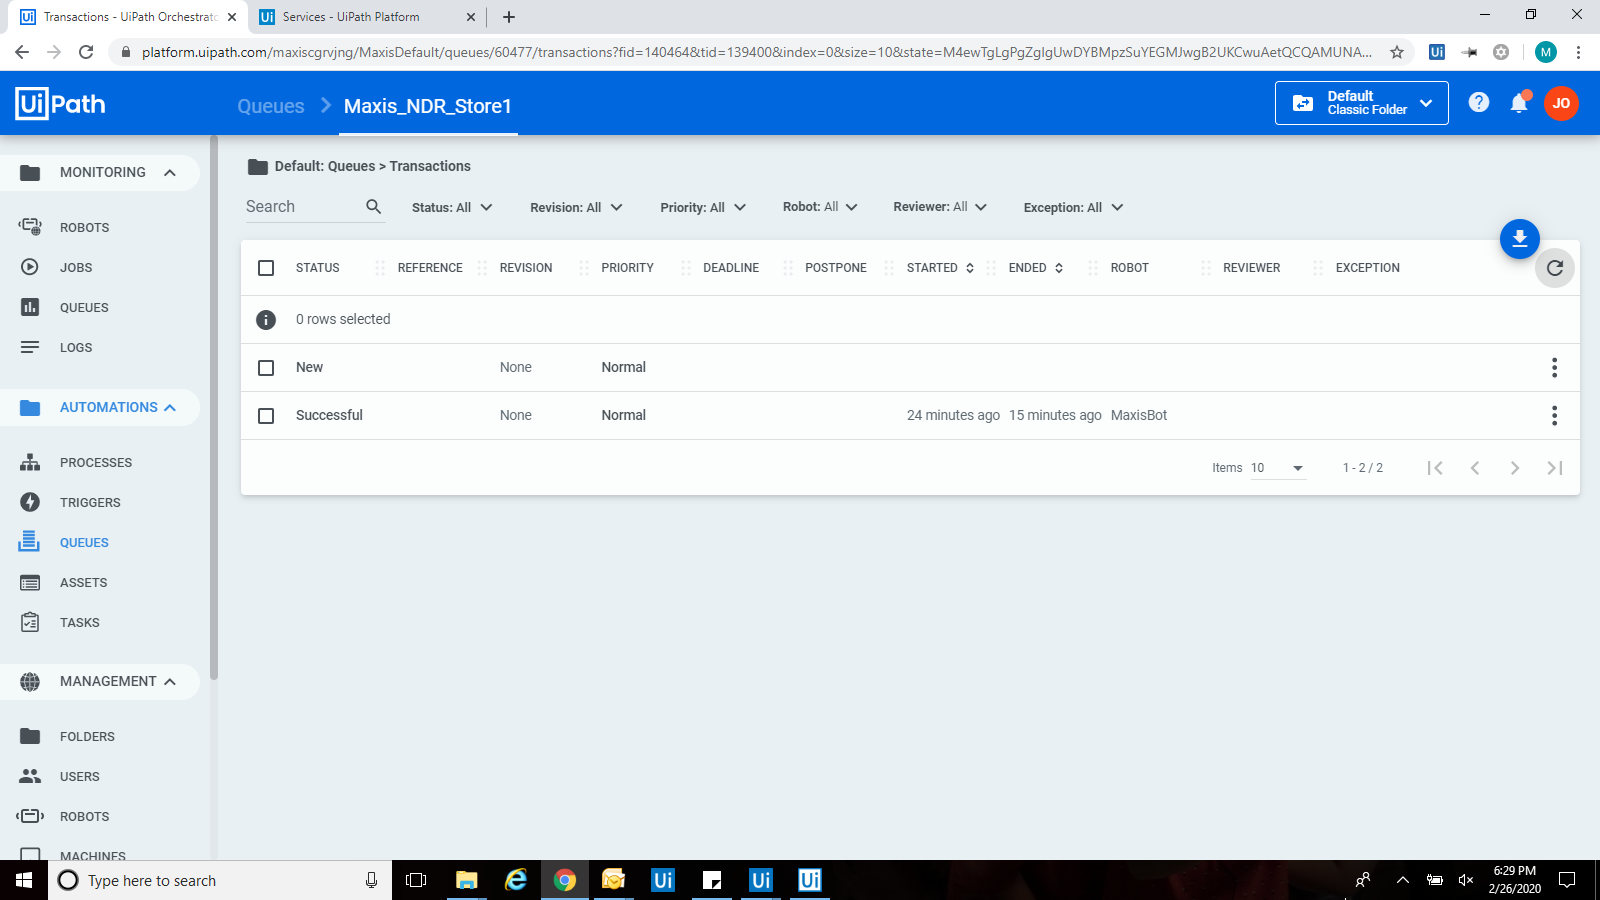 Transactions - UiPath Orchestrato
Services - UiPath Platform
platform.uipath.com/maxiscgrvjng/MaxisDefault/queues/60477/transactions?fid=140464&tid=139400&index=0&size=10&state=M4ewTgLgPgZgIgUwDYBMpzSuYEGMJwgB2UKCwuAetQCQAMUNA...
M
UiPath
Queues
Maxis_NDR_Store1
Default
Classic Folder
?
JO
MONITORING
ROBOTS
JOBS
QUEUES
LOGS
AUTOMATIONS
PROCESSES
TRIGGERS
QUEUES
ASSETS
TASKS
MANAGEMENT
FOLDERS
USERS
ROBOTS
MACHINES
Default: Queues > Transactions
Search
Status: All
Revision: All
Priority: All
Robot: All
Reviewer: All
Exception: All
STATUS REFERENCE REVISION PRIORITY DEADLINE POSTPONE STARTED ENDED ROBOT REVIEWER EXCEPTION
0 rows selected
New None Normal
Successful None Normal 24 minutes ago 15 minutes ago MaxisBot
Items 10 1 - 2 / 2
Type here to search
6:29 PM
2/26/2020